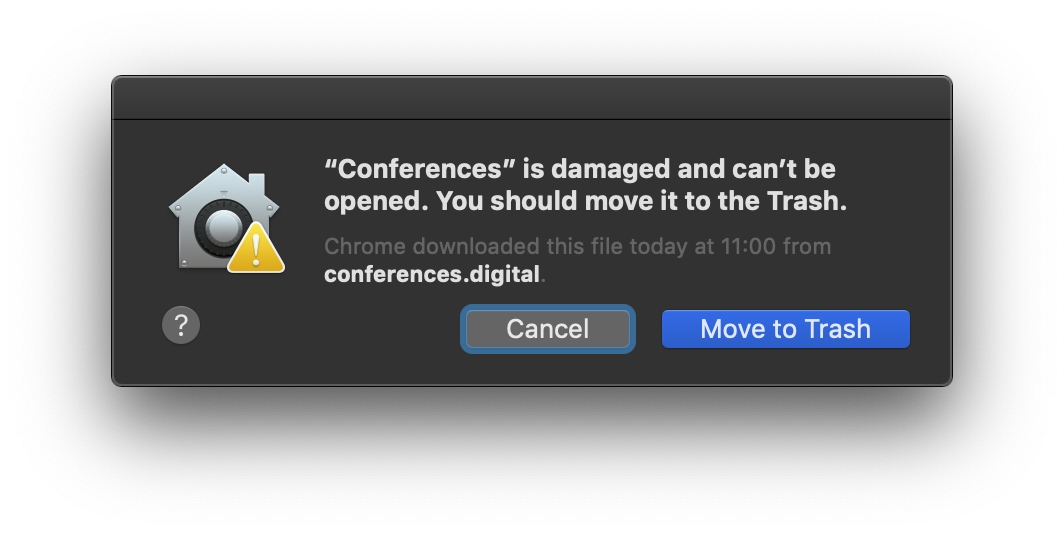 “Conferences” is damaged and can’t be
opened. You should move it to the Trash.
Chrome downloaded this file today at 11:00 from
conferences.digital.
?
Cancel
Move to Trash